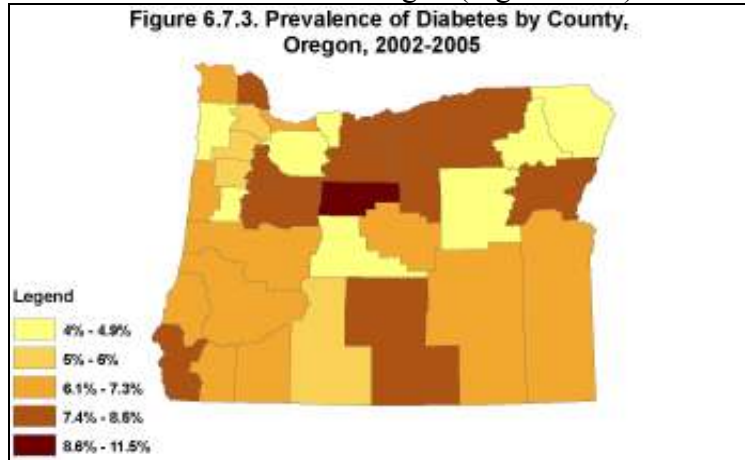 Figure 6.7.3. Prevalence of Diabetes by County,
Oregon, 2002-2005
Legend
4% - 4.9%
5% - 6%
6.1% - 7.3%
7.4% - 8.5%
8.6% - 11.5%